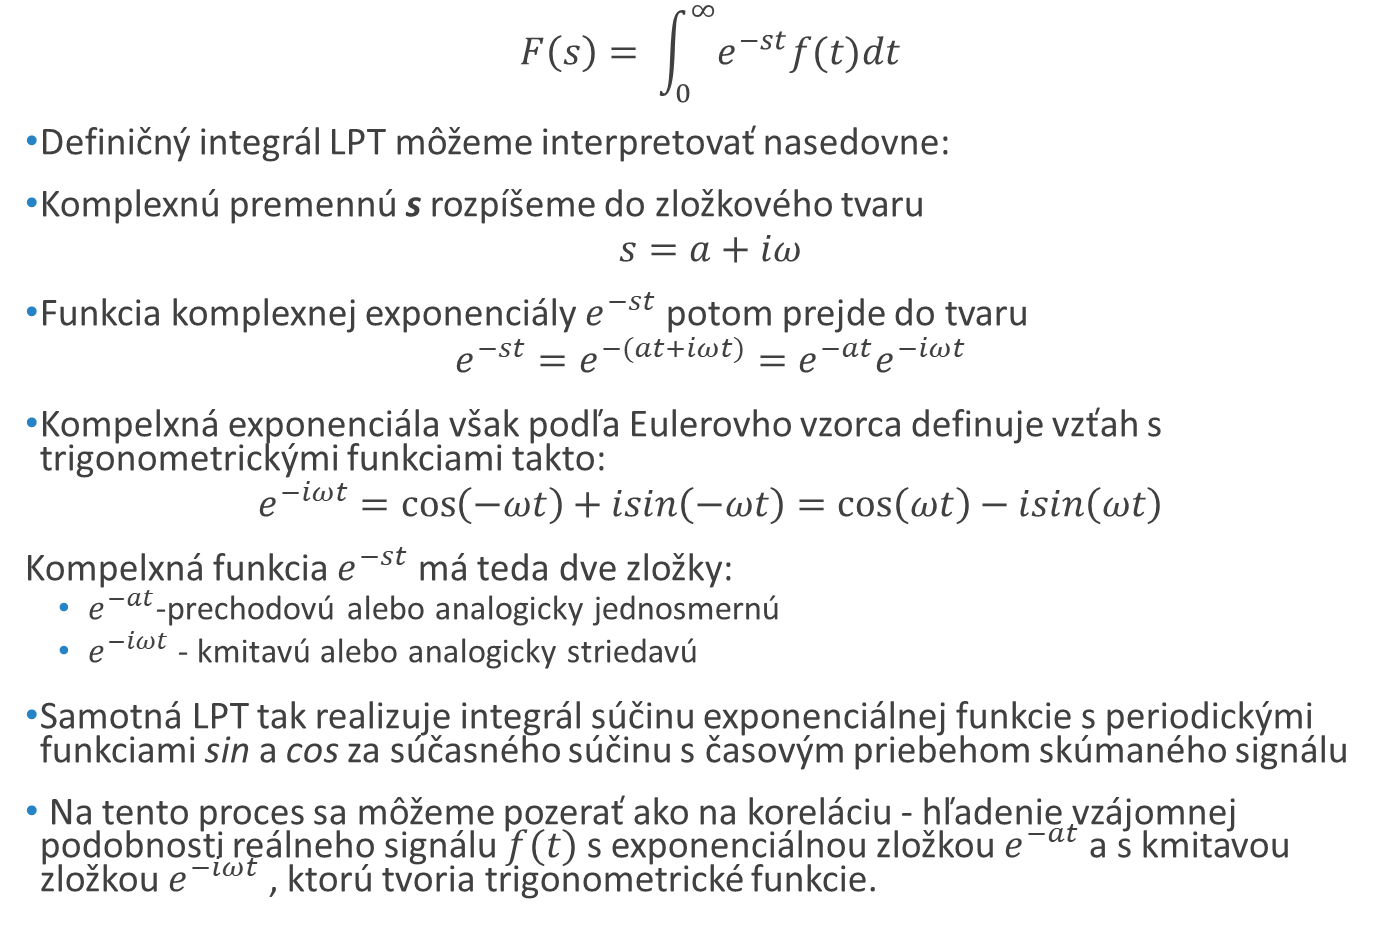 F(s) = ∫₀^∞ e^{−st} f(t)dt
•Definičný integrál LPT môžeme interpretovať nasedovne:
•Komplexnú premennú s rozpíšeme do zložkového tvaru
s = a + iω
•Funkcia komplexnej exponenciály e^{−st} potom prejde do tvaru
e^{−st} = e^{−(at+iωt)} = e^{−at}e^{−iωt}
•Kompelxná exponenciála však podľa Eulerovho vzorca definuje vzťah s
trigonometrickými funkciami takto:
e^{−iωt} = cos(−ωt) + isin(−ωt) = cos(ωt) − isin(ωt)
Kompelxná funkcia e^{−st} má teda dve zložky:
• e^{−at}-prechodovú alebo analogicky jednosmernú
• e^{−iωt} - kmitavú alebo analogicky striedavú
•Samotná LPT tak realizuje integrál súčinu exponenciálnej funkcie s periodickými
funkciami sin a cos za súčasného súčinu s časovým priebehom skúmaného signálu
• Na tento proces sa môžeme pozerať ako na koreláciu - hľadenie vzájomnej
podobnosti reálneho signálu f(t) s exponenciálnou zložkou e^{−at} a s kmitavou
zložkou e^{−iωt} , ktorú tvoria trigonometrické funkcie.